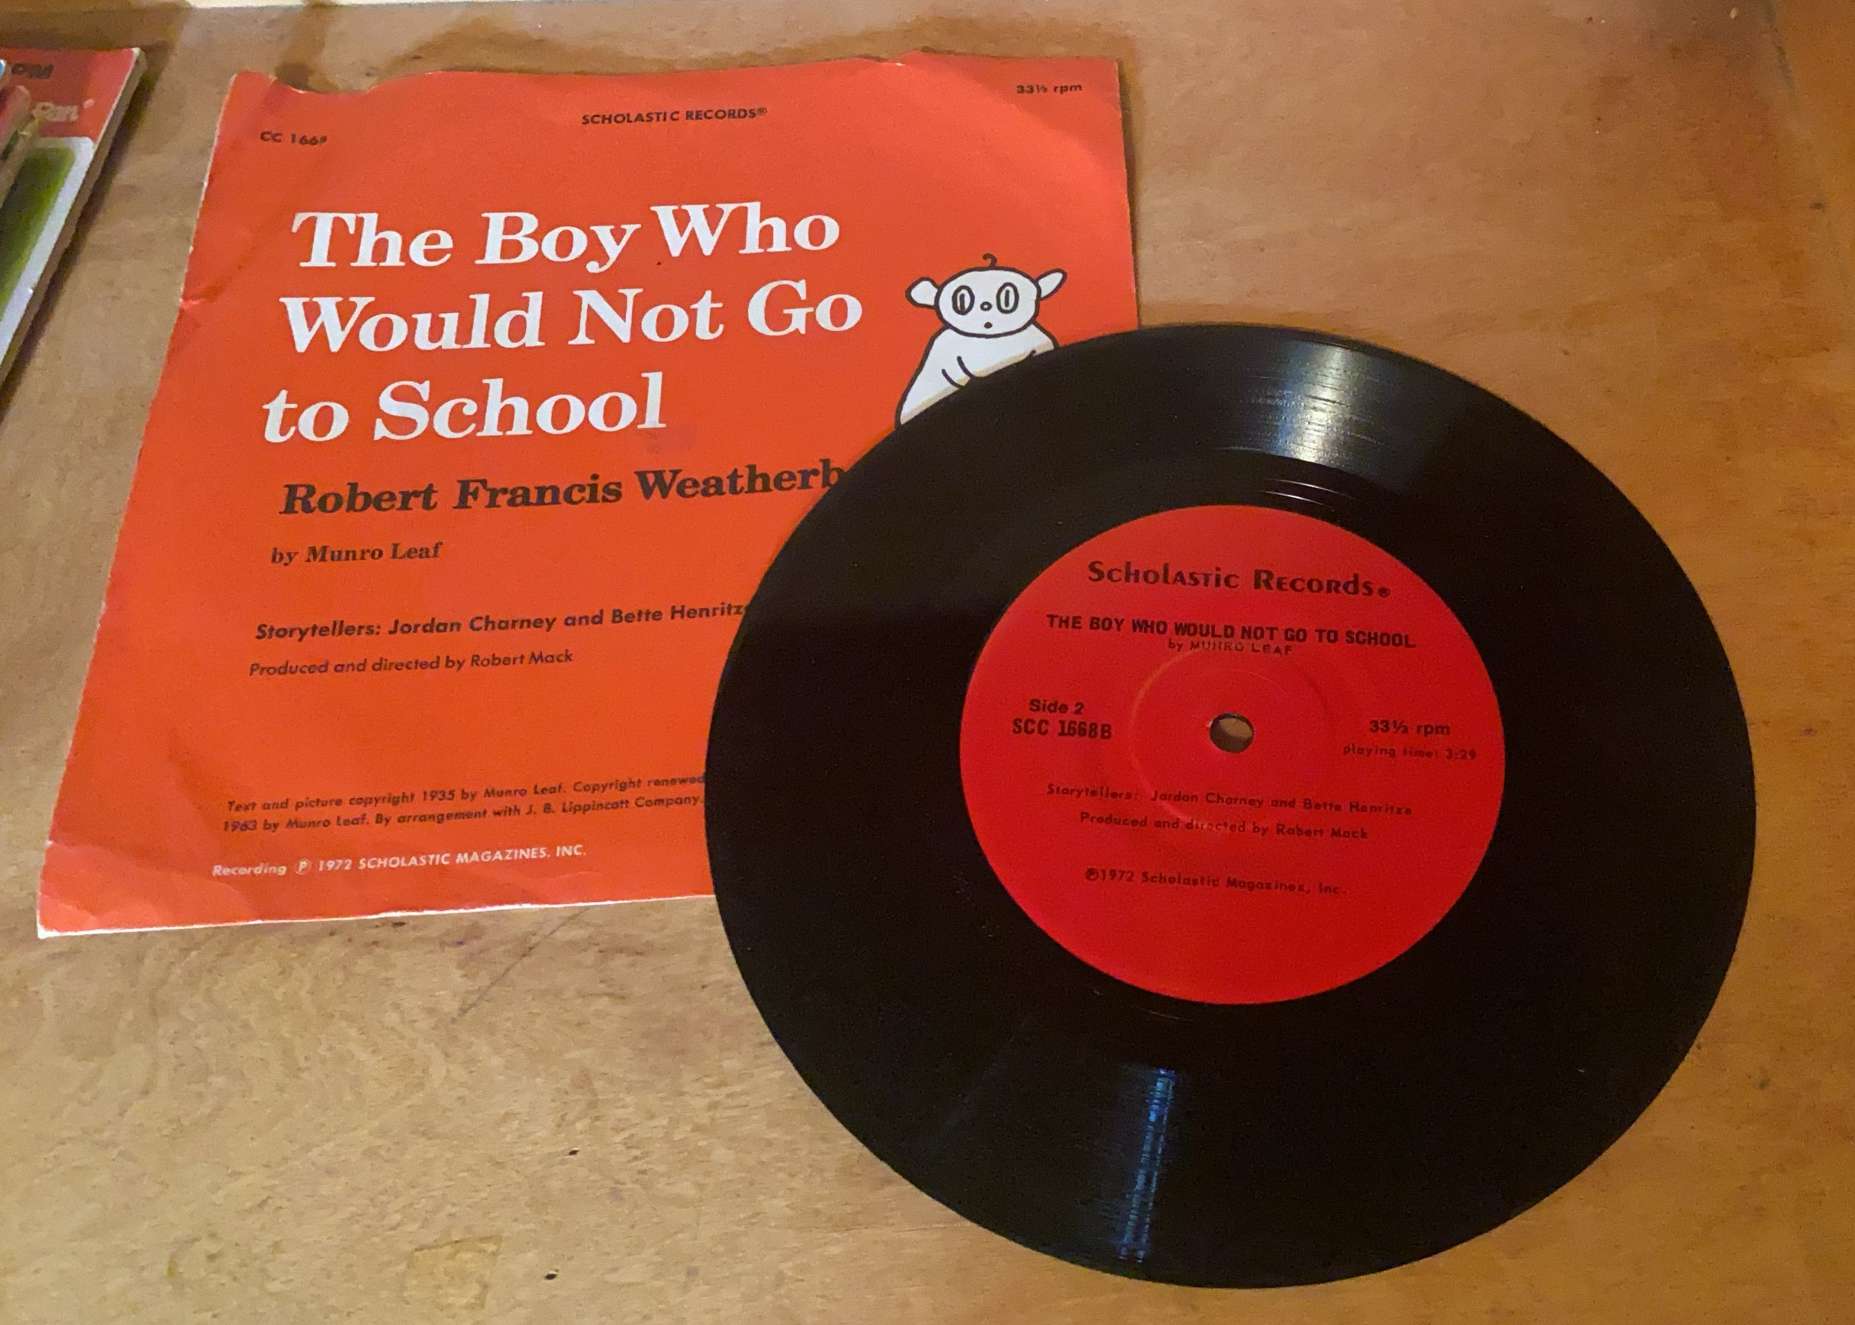 SCHOLASTIC RECORDS®
33⅓ rpm
The Boy Who
Would Not Go
to School
Robert Francis Weatherb
by Munro Leaf
Storytellers: Jordan Charney and Bette Henritz
Produced and directed by Robert Mack
Text and picture copyright 1935 by Munro Leaf. Copyright renewed
1963 by Munro Leaf. By arrangement with J. B. Lippincott Company.
Recording ℗ 1972 SCHOLASTIC MAGAZINES, INC.
Scholastic Records®
THE BOY WHO WOULD NOT GO TO SCHOOL
by MUNRO LEAF
Side 2
SCC 1668B
33⅓ rpm
playing time: 3:29
Storytellers: Jordan Charney and Bette Henritze
Produced and directed by Robert Mack
℗1972 Scholastic Magazines, Inc.